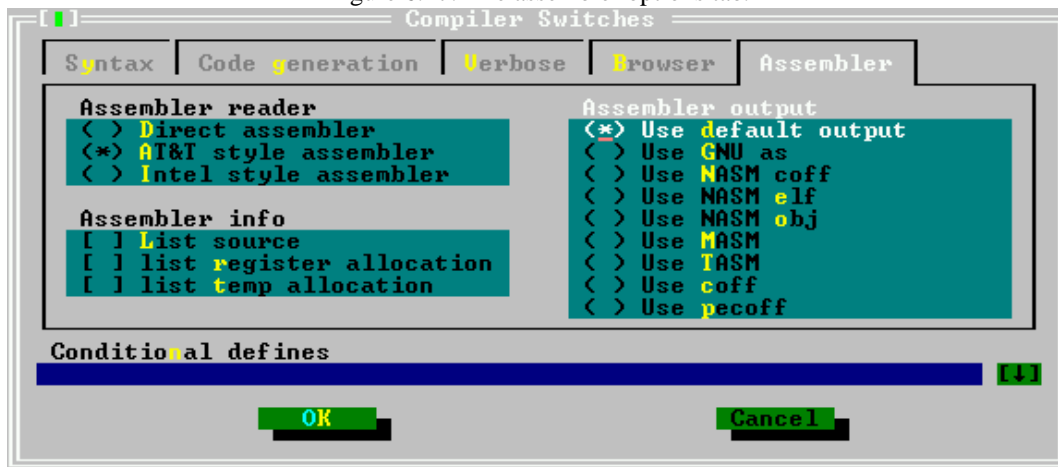 Compiler Switches
Syntax Code generation Verbose Browser Assembler
Assembler reader
( ) Direct assembler
(*) AT&T style assembler
( ) Intel style assembler
Assembler info
[ ] List source
[ ] list register allocation
[ ] list temp allocation
Assembler output
(*) Use default output
( ) Use GNU as
( ) Use NASM coff
( ) Use NASM elf
( ) Use NASM obj
( ) Use MASM
( ) Use TASM
( ) Use coff
( ) Use pecoff
Conditional defines
[↓]
OK Cancel